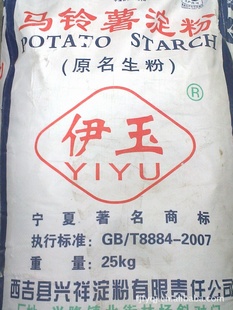 马铃薯淀粉
POTATO STARCH
(原名生粉)
伊玉
YIYU
®
宁夏著名商标
执行标准: GB/T8884-2007
重量: 25kg
西吉县兴祥淀粉有限责任公司